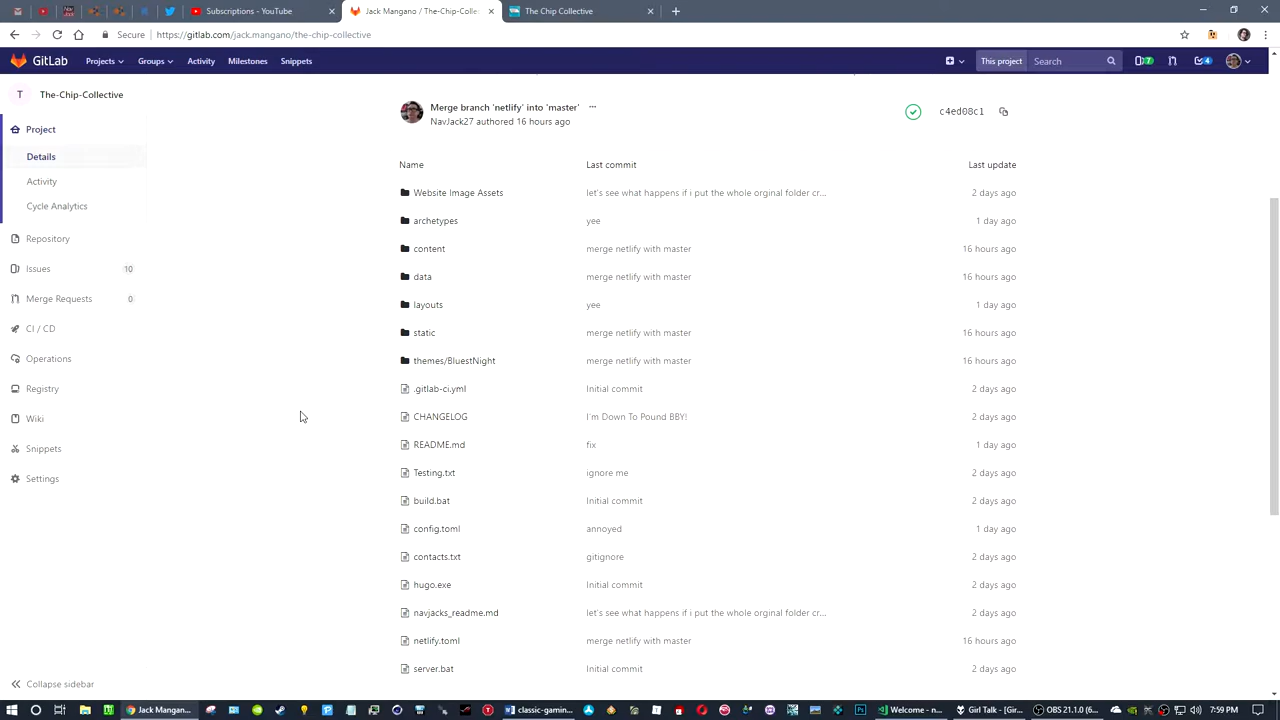 Subscriptions - YouTube
Jack Mangano / The-Chip-Colle
The Chip Collective
Secure
https://gitlab.com/jack.mangano/the-chip-collective
GitLab
Projects
Groups
Activity
Milestones
Snippets
This project
Search
7
4
T
The-Chip-Collective
Project
Details
Activity
Cycle Analytics
Repository
Issues 10
Merge Requests 0
CI / CD
Operations
Registry
Wiki
Snippets
Settings
Collapse sidebar
Merge branch 'netlify' into 'master' ...
NavJack27 authored 16 hours ago
c4ed08c1
Name Last commit Last update
Website Image Assets let's see what happens if i put the whole orginal folder cr... 2 days ago
archetypes yee 1 day ago
content merge netlify with master 16 hours ago
data merge netlify with master 16 hours ago
layouts yee 1 day ago
static merge netlify with master 16 hours ago
themes/BluestNight merge netlify with master 16 hours ago
.gitlab-ci.yml Initial commit 2 days ago
CHANGELOG I'm Down To Pound BBY! 2 days ago
README.md fix 1 day ago
Testing.txt ignore me 2 days ago
build.bat Initial commit 2 days ago
config.toml annoyed 1 day ago
contacts.txt gitignore 2 days ago
hugo.exe Initial commit 2 days ago
navjacks_readme.md let's see what happens if i put the whole orginal folder cr... 2 days ago
netlify.toml merge netlify with master 16 hours ago
server.bat Initial commit 2 days ago
Jack Mangan...
classic-gamin...
Welcome - n...
Girl Talk - [Gir...
OBS 21.1.0 (6...
7:59 PM